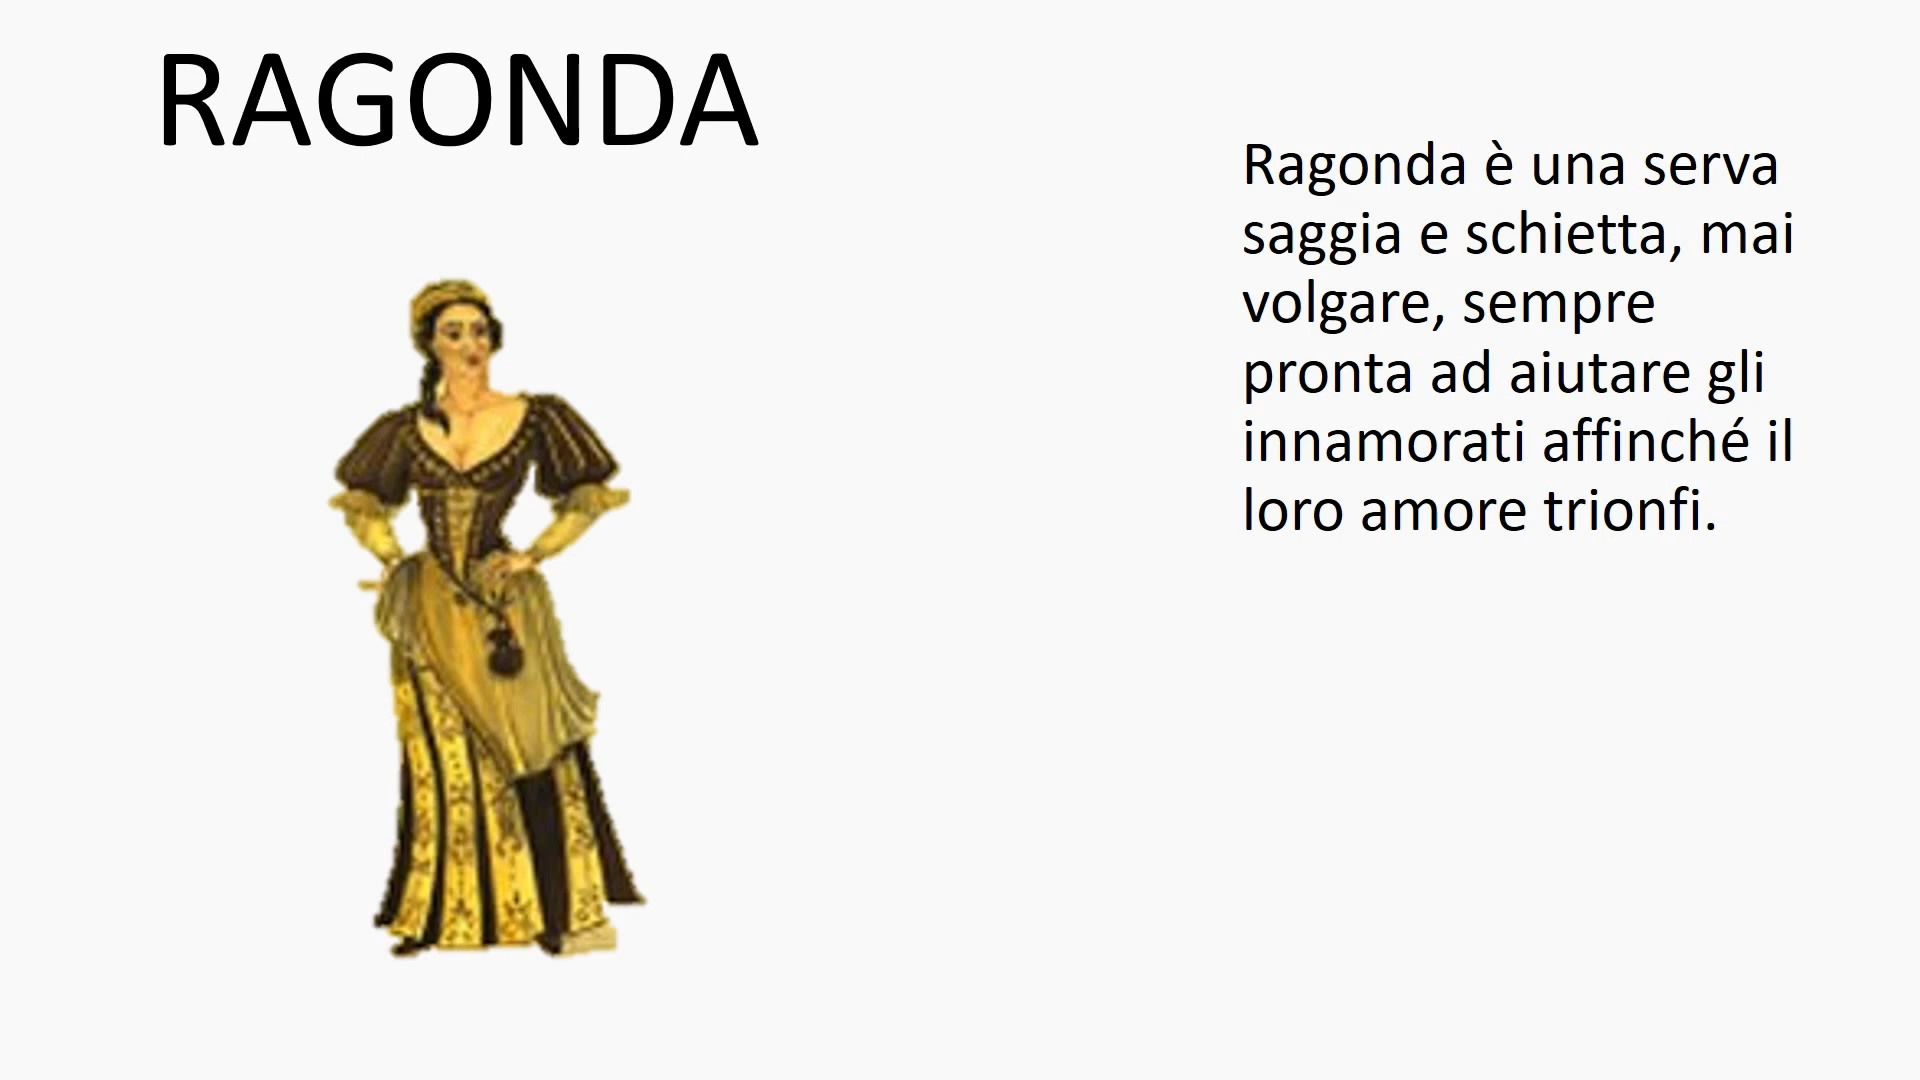 RAGONDA
Ragonda è una serva
saggia e schietta, mai
volgare, sempre
pronta ad aiutare gli
innamorati affinché il
loro amore trionfi.